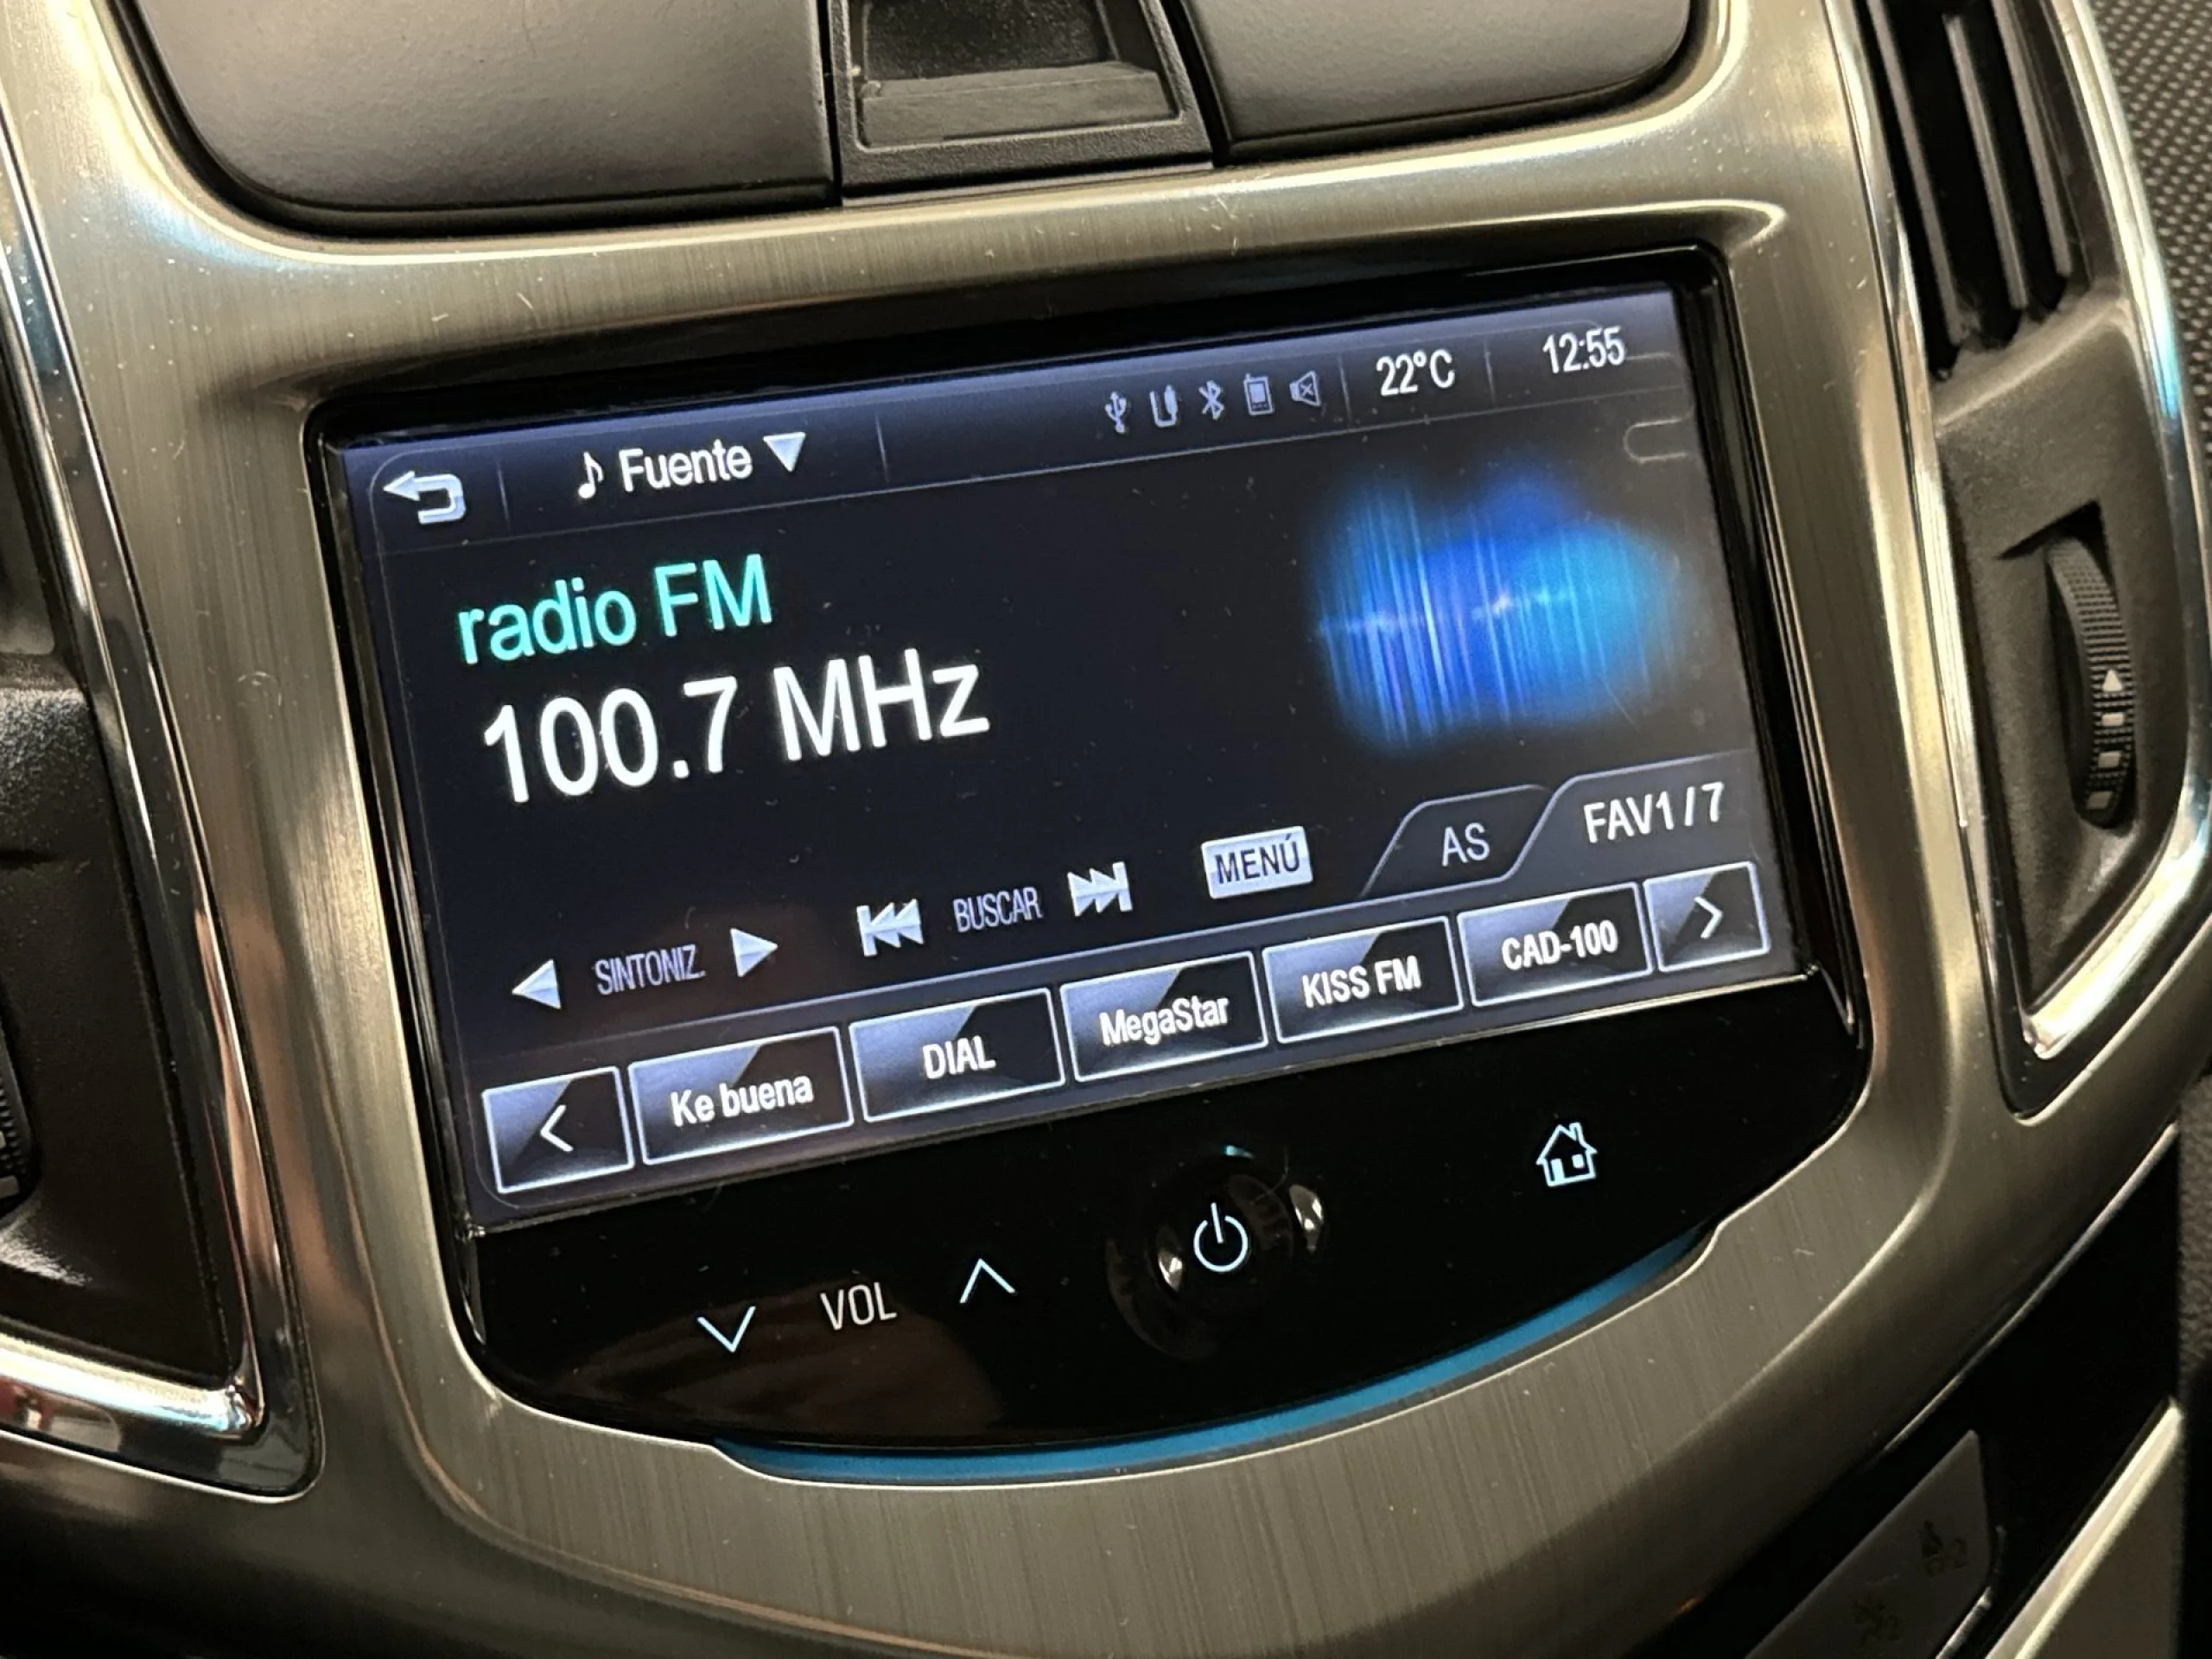 Fuente
22°C
12:55
radio FM
100.7 MHz
SINTONIZ.
BUSCAR
MENÚ
AS
FAV1/7
Ke buena
DIAL
MegaStar
KISS FM
CAD-100
VOL